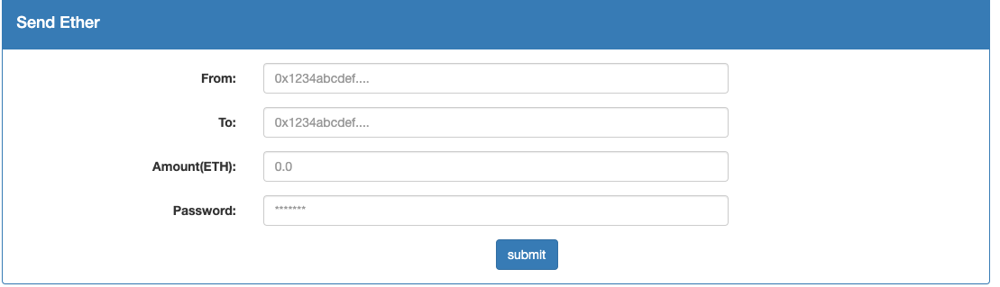 Send Ether
From: 0x1234abcdef....
To: 0x1234abcdef....
Amount(ETH): 0.0
Password: *******
submit